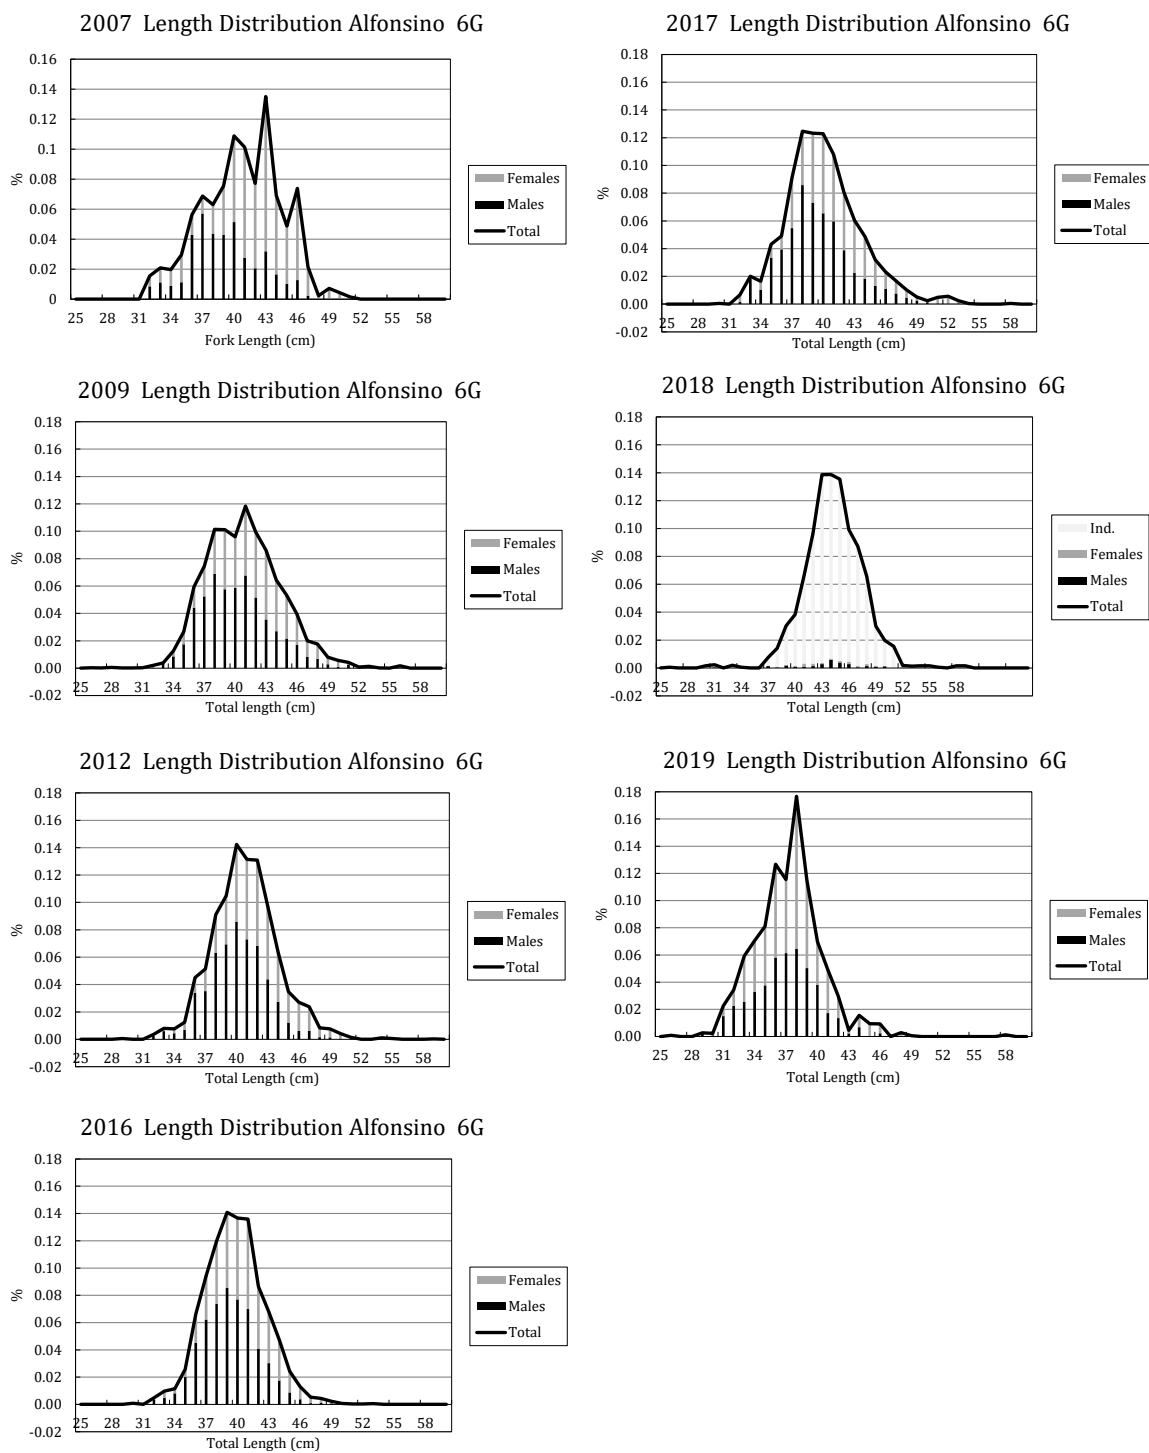 2007 Length Distribution Alfonsino 6G
0.16
0.14
0.12
0.1
0.08
0.06
0.04
0.02
0
%
25 28 31 34 37 40 43 46 49 52 55 58
Fork Length (cm)
Females
Males
Total
2017 Length Distribution Alfonsino 6G
0.18
0.16
0.14
0.12
0.10
0.08
0.06
0.04
0.02
0.00
-0.02
%
25 28 31 34 37 40 43 46 49 52 55 58
Total Length (cm)
Females
Males
Total
2009 Length Distribution Alfonsino 6G
0.18
0.16
0.14
0.12
0.10
0.08
0.06
0.04
0.02
0.00
-0.02
%
25 28 31 34 37 40 43 46 49 52 55 58
Total length (cm)
Females
Males
Total
2018 Length Distribution Alfonsino 6G
0.18
0.16
0.14
0.12
0.10
0.08
0.06
0.04
0.02
0.00
-0.02
%
25 28 31 34 37 40 43 46 49 52 55 58
Total Length (cm)
Ind.
Females
Males
Total
2012 Length Distribution Alfonsino 6G
0.18
0.16
0.14
0.12
0.10
0.08
0.06
0.04
0.02
0.00
-0.02
%
25 28 31 34 37 40 43 46 49 52 55 58
Total Length (cm)
Females
Males
Total
2019 Length Distribution Alfonsino 6G
0.18
0.16
0.14
0.12
0.10
0.08
0.06
0.04
0.02
0.00
%
25 28 31 34 37 40 43 46 49 52 55 58
Total Length (cm)
Females
Males
Total
2016 Length Distribution Alfonsino 6G
0.18
0.16
0.14
0.12
0.10
0.08
0.06
0.04
0.02
0.00
-0.02
%
25 28 31 34 37 40 43 46 49 52 55 58
Total Length (cm)
Females
Males
Total